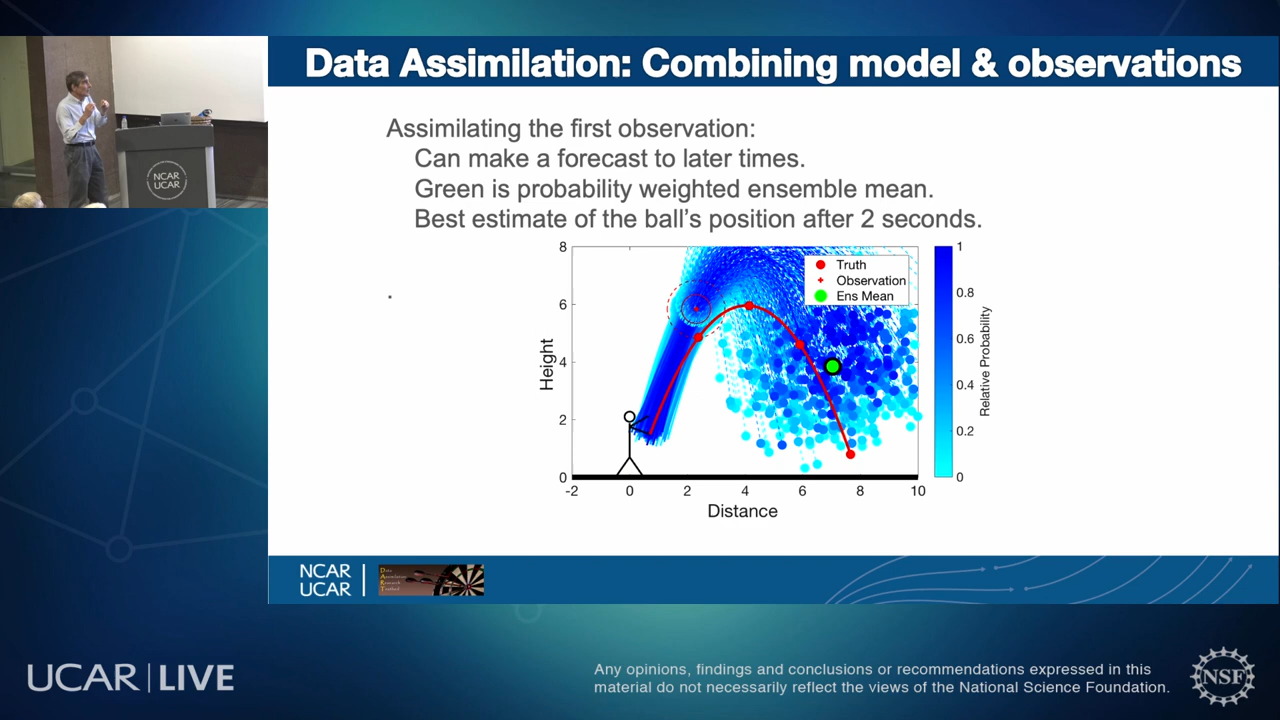 Data Assimilation: Combining model & observations
Assimilating the first observation:
Can make a forecast to later times.
Green is probability weighted ensemble mean.
Best estimate of the ball's position after 2 seconds.
8
6
4
2
0
Height
-2 0 2 4 6 8 10
Distance
Truth
Observation
Ens Mean
1
0.8
0.6
0.4
0.2
0
Relative Probability
NCAR
UCAR
NCAR
UCAR
Data
Assimilation
Research
Testbed
UCAR | LIVE
Any opinions, findings and conclusions or recommendations expressed in this
material do not necessarily reflect the views of the National Science Foundation.
NSF